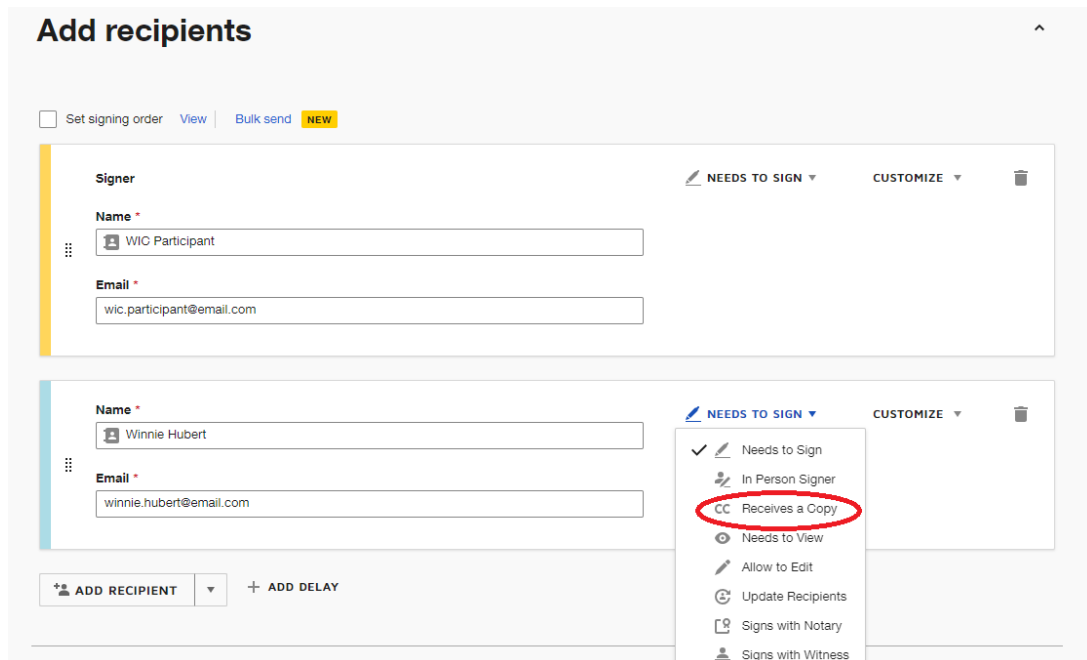 Add recipients
Set signing order View Bulk send NEW
Signer NEEDS TO SIGN CUSTOMIZE
Name *
WIC Participant
Email *
wic.participant@email.com
Name * NEEDS TO SIGN CUSTOMIZE
Winnie Hubert
Needs to Sign
Email * In Person Signer
winnie.hubert@email.com CC Receives a Copy
Needs to View
Allow to Edit
ADD RECIPIENT ADD DELAY
Update Recipients
Signs with Notary
Signs with Witness